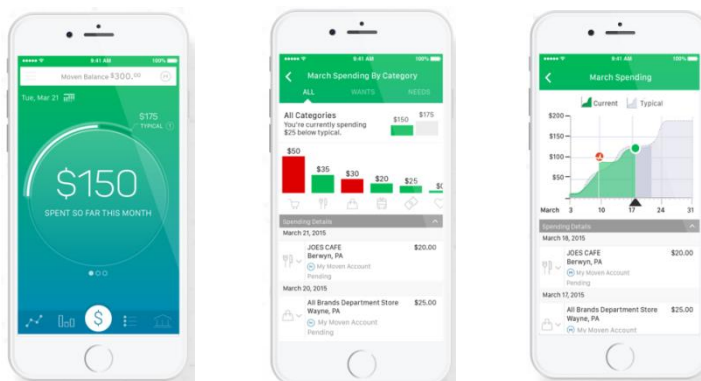 9:41 AM 100%
Moven Balance $300.00
Tue, Mar 21
$175
TYPICAL
$150
SPENT SO FAR THIS MONTH
$
9:41 AM 100%
March Spending By Category
ALL WANTS NEEDS
All Categories
You're currently spending
$25 below typical.
$150 $175
$50
$35
$30
$20
$25
$0
Spending Details
March 21, 2015
JOES CAFE $20.00
Berwyn, PA
My Moven Account
Pending
March 20, 2015
All Brands Department Store $25.00
Wayne, PA
My Moven Account
Pending
9:41 AM 100%
March Spending
Current Typical
$200
$150
$100
$50
March 3 10 17 24 31
Spending Details
March 18, 2015
JOES CAFE $20.00
Berwyn, PA
My Moven Account
Pending
March 17, 2015
All Brands Department Store $25.00
Wayne, PA
My Moven Account
Pending